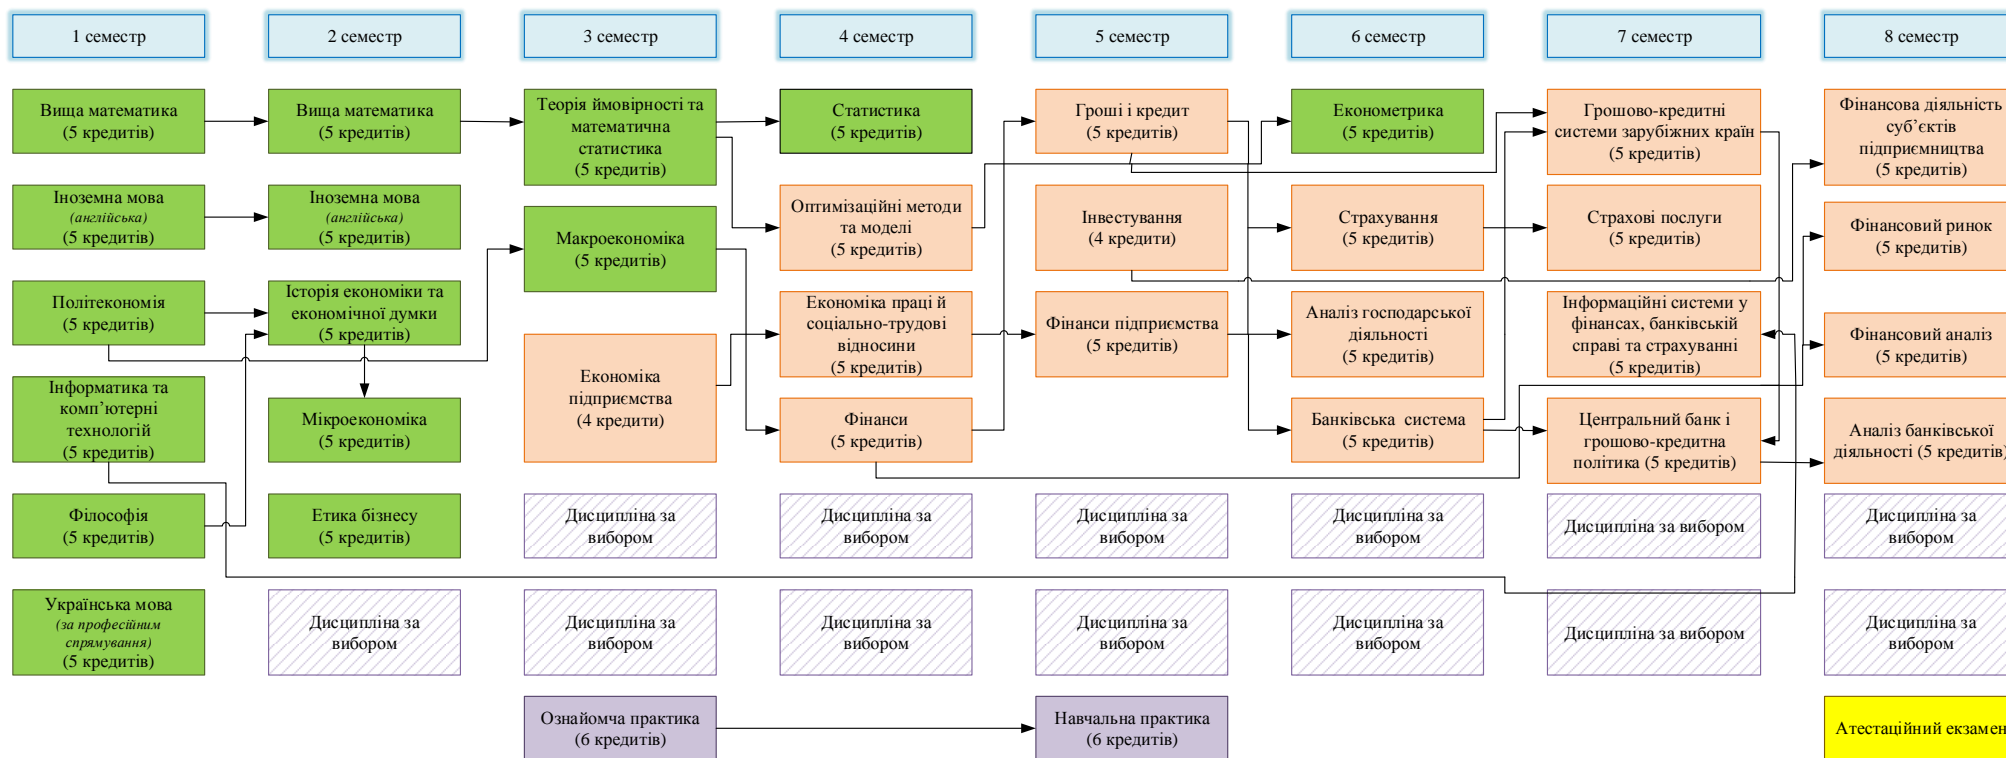 1 семестр
2 семестр
3 семестр
4 семестр
5 семестр
6 семестр
7 семестр
8 семестр
Вища математика
(5 кредитів)
Іноземна мова
(англійська)
(5 кредитів)
Політекономія
(5 кредитів)
Інформатика та
комп’ютерні
технологій
(5 кредитів)
Філософія
(5 кредитів)
Українська мова
(за професійним
спрямування)
(5 кредитів)
Вища математика
(5 кредитів)
Іноземна мова
(англійська)
(5 кредитів)
Історія економіки та
економічної думки
(5 кредитів)
Мікроекономіка
(5 кредитів)
Етика бізнесу
(5 кредитів)
Дисципліна за
вибором
Теорія ймовірності та
математична
статистика
(5 кредитів)
Макроекономіка
(5 кредитів)
Економіка
підприємства
(4 кредити)
Дисципліна за
вибором
Дисципліна за
вибором
Ознайомча практика
(6 кредитів)
Статистика
(5 кредитів)
Оптимізаційні методи
та моделі
(5 кредитів)
Економіка праці й
соціально-трудові
відносини
(5 кредитів)
Фінанси
(5 кредитів)
Дисципліна за
вибором
Дисципліна за
вибором
Гроші і кредит
(5 кредитів)
Інвестування
(4 кредити)
Фінанси підприємства
(5 кредитів)
Дисципліна за
вибором
Дисципліна за
вибором
Навчальна практика
(6 кредитів)
Економетрика
(5 кредитів)
Страхування
(5 кредитів)
Аналіз господарської
діяльності
(5 кредитів)
Банківська система
(5 кредитів)
Дисципліна за
вибором
Дисципліна за
вибором
Грошово-кредитні
системи зарубіжних країн
(5 кредитів)
Страхові послуги
(5 кредитів)
Інформаційні системи у
фінансах, банківській
справі та страхуванні
(5 кредитів)
Центральний банк і
грошово-кредитна
політика (5 кредитів)
Дисципліна за вибором
Дисципліна за вибором
Фінансова діяльність
суб’єктів
підприємництва
(5 кредитів)
Фінансовий ринок
(5 кредитів)
Фінансовий аналіз
(5 кредитів)
Аналіз банківської
діяльності (5 кредитів)
Дисципліна за
вибором
Дисципліна за
вибором
Атестаційний екзамен